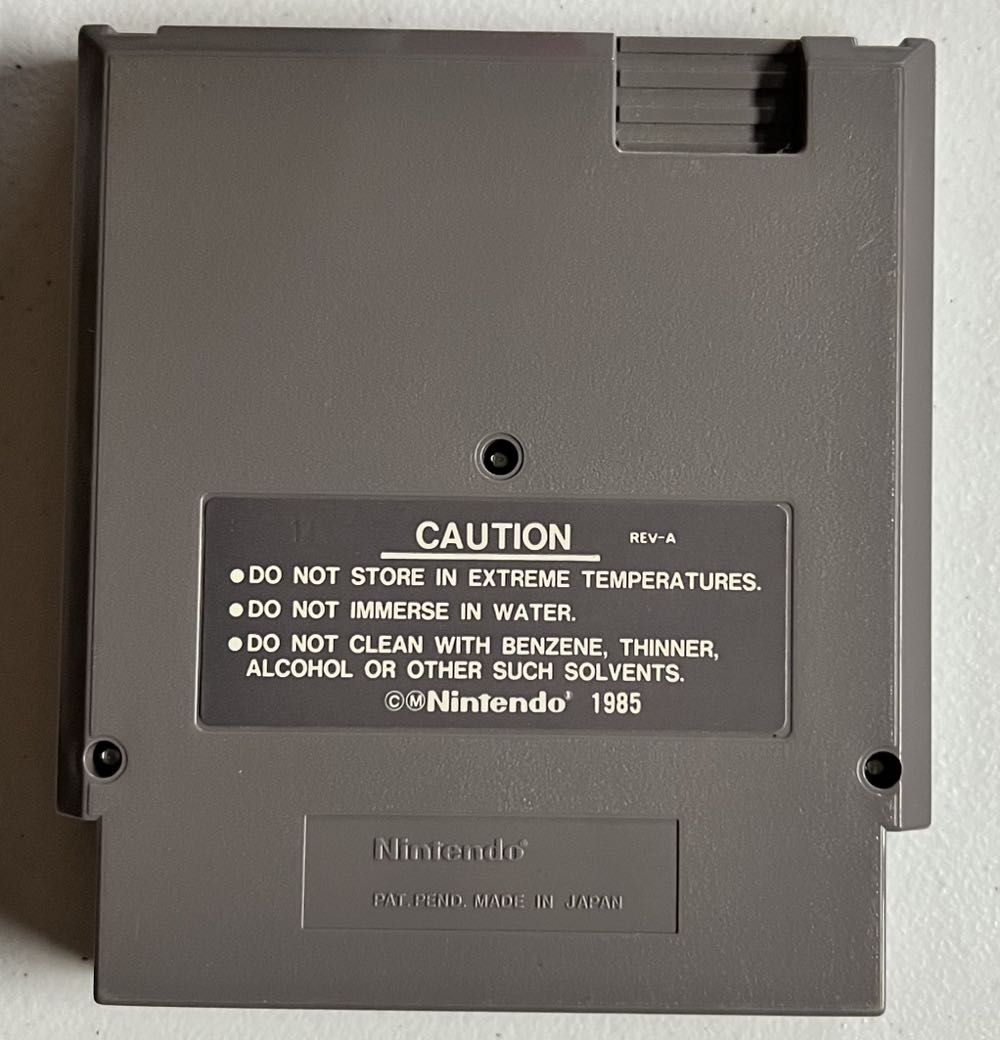 CAUTION REV-A
●DO NOT STORE IN EXTREME TEMPERATURES.
●DO NOT IMMERSE IN WATER.
●DO NOT CLEAN WITH BENZENE, THINNER,
ALCOHOL OR OTHER SUCH SOLVENTS.
©ⓂNintendo® 1985
Nintendo®
PAT. PEND. MADE IN JAPAN